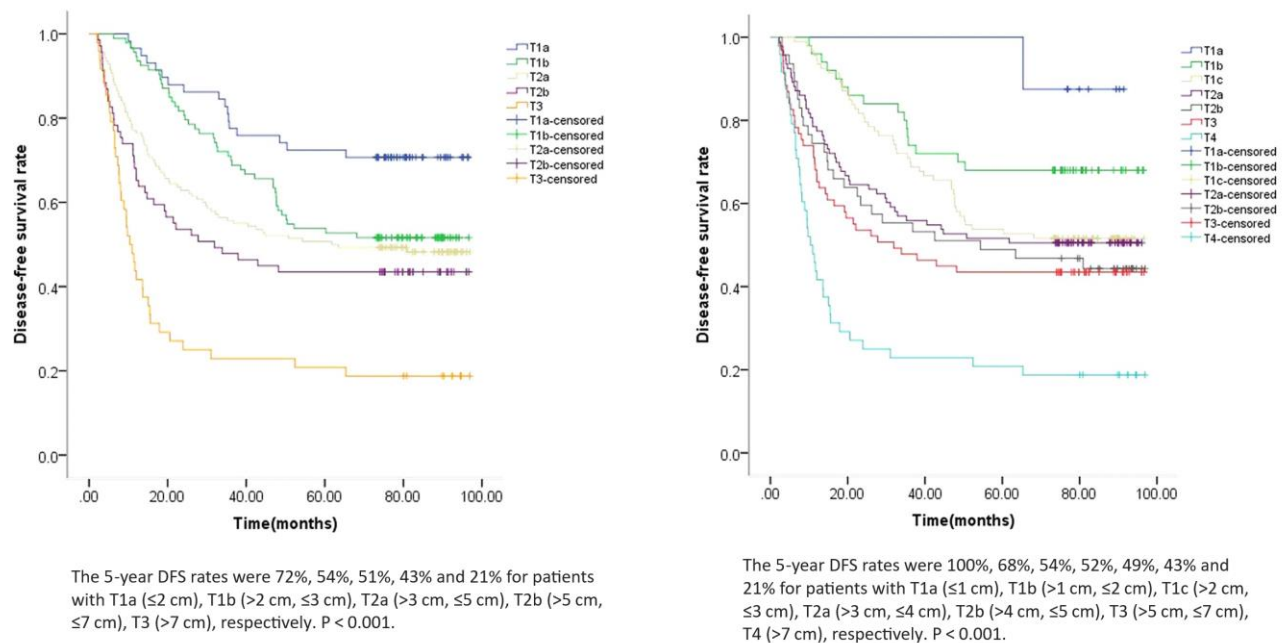 Disease-free survival rate
1.0
0.8
0.6
0.4
0.2
0.0
.00 20.00 40.00 60.00 80.00 100.00
Time(months)
T1a
T1b
T2a
T2b
T3
T1a-censored
T1b-censored
T2a-censored
T2b-censored
T3-censored
The 5-year DFS rates were 72%, 54%, 51%, 43% and 21% for patients
with T1a (≤2 cm), T1b (>2 cm, ≤3 cm), T2a (>3 cm, ≤5 cm), T2b (>5 cm,
≤7 cm), T3 (>7 cm), respectively. P < 0.001.
Disease-free survival rate
1.0
0.8
0.6
0.4
0.2
0.0
.00 20.00 40.00 60.00 80.00 100.00
Time(months)
T1a
T1b
T1c
T2a
T2b
T3
T4
T1a-censored
T1b-censored
T1c-censored
T2a-censored
T2b-censored
T3-censored
T4-censored
The 5-year DFS rates were 100%, 68%, 54%, 52%, 49%, 43% and
21% for patients with T1a (≤1 cm), T1b (>1 cm, ≤2 cm), T1c (>2 cm,
≤3 cm), T2a (>3 cm, ≤4 cm), T2b (>4 cm, ≤5 cm), T3 (>5 cm, ≤7 cm),
T4 (>7 cm), respectively. P < 0.001.